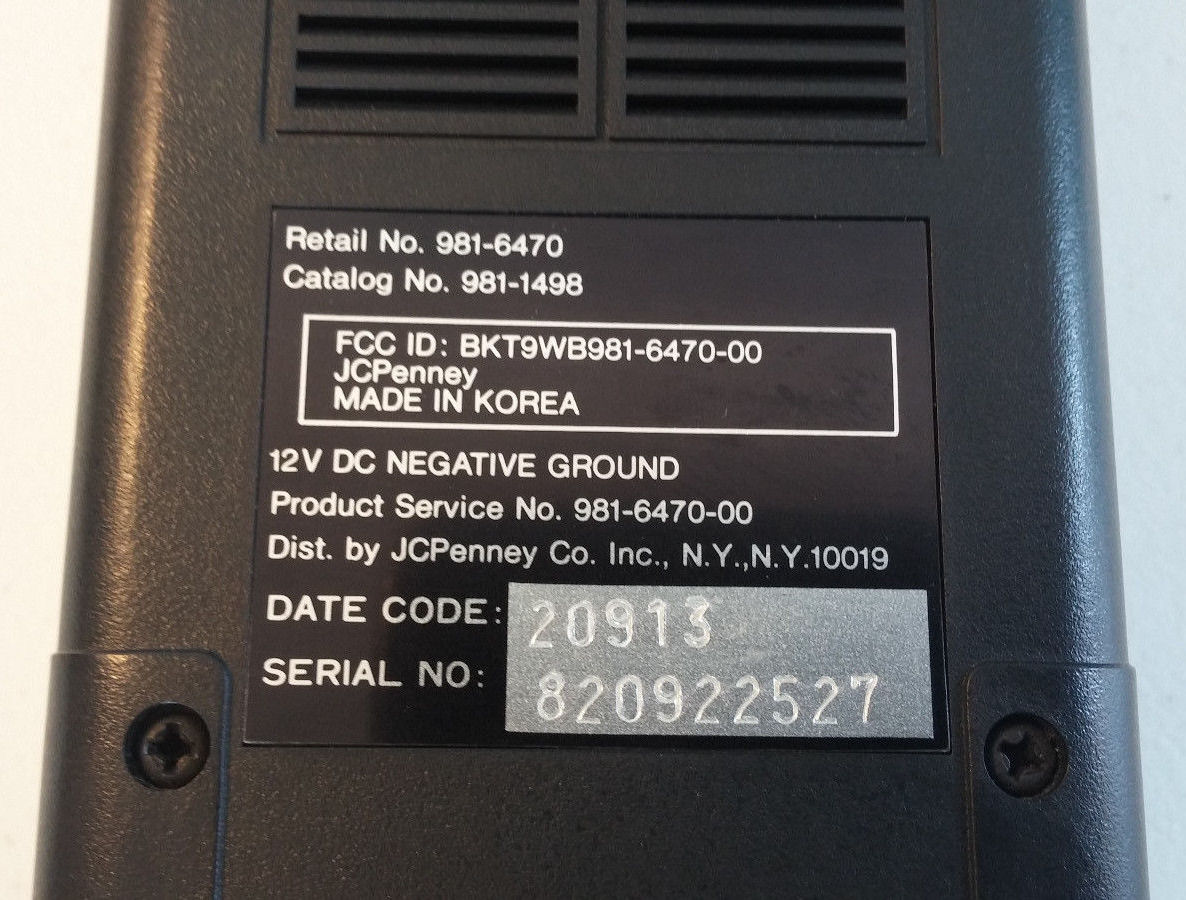 Retail No. 981-6470
Catalog No. 981-1498
FCC ID: BKT9WB981-6470-00
JCPenney
MADE IN KOREA
12V DC NEGATIVE GROUND
Product Service No. 981-6470-00
Dist. by JCPenney Co. Inc., N.Y.,N.Y.10019
DATE CODE: 20913
SERIAL NO: 820922527